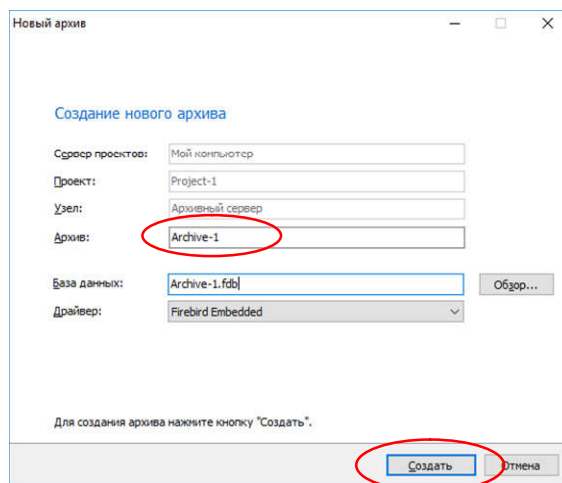 Новый архив
Создание нового архива
Сервер проектов: Мой компьютер
Проект: Project-1
Узел: Архивный сервер
Архив: Archive-1
База данных: Archive-1.fdb Обзор...
Драйвер: Firebird Embedded
Для создания архива нажмите кнопку "Создать".
Создать Отмена